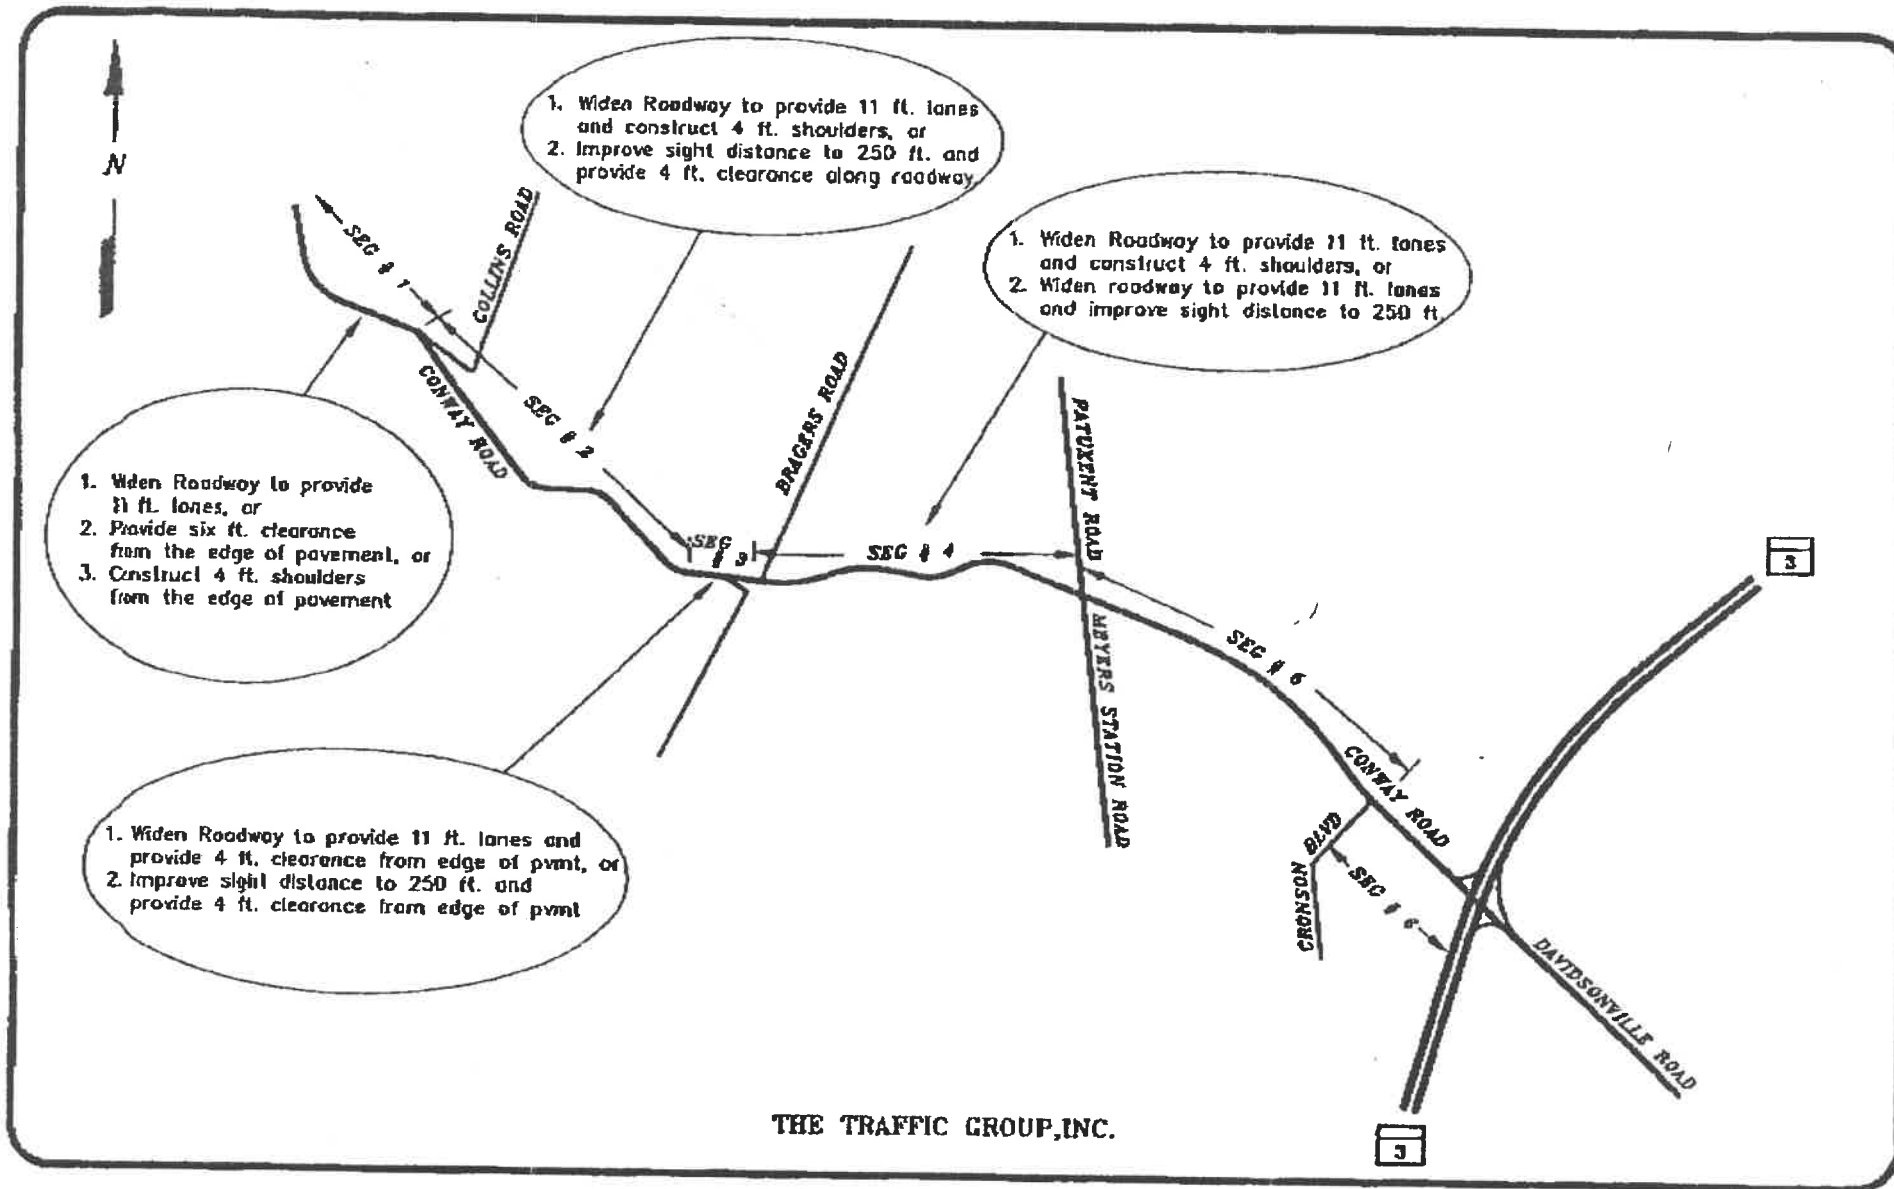 N
1. Widen Roadway to provide 11 ft. lanes
and construct 4 ft. shoulders, or
2. Improve sight distance to 250 ft. and
provide 4 ft. clearance along roadway.
1. Widen Roadway to provide 11 ft. lanes
and construct 4 ft. shoulders, or
2. Widen roadway to provide 11 ft. lanes
and improve sight distance to 250 ft.
SEG # 1
COLLINS ROAD
CONWAY ROAD
SEG # 2
BRAGERS ROAD
PATUXENT ROAD
1. Widen Roadway to provide
11 ft. lanes, or
2. Provide six ft. clearance
from the edge of pavement, or
3. Construct 4 ft. shoulders
from the edge of pavement
SEG
# 3
SEG # 4
3
MEYERS STATION ROAD
SEG # 6
CONWAY ROAD
1. Widen Roadway to provide 11 ft. lanes and
provide 4 ft. clearance from edge of pvmt, or
2. Improve sight distance to 250 ft. and
provide 4 ft. clearance from edge of pvmt
CRONSON BLVD
SEG # 6
DAVIDSONVILLE ROAD
THE TRAFFIC GROUP,INC.
3